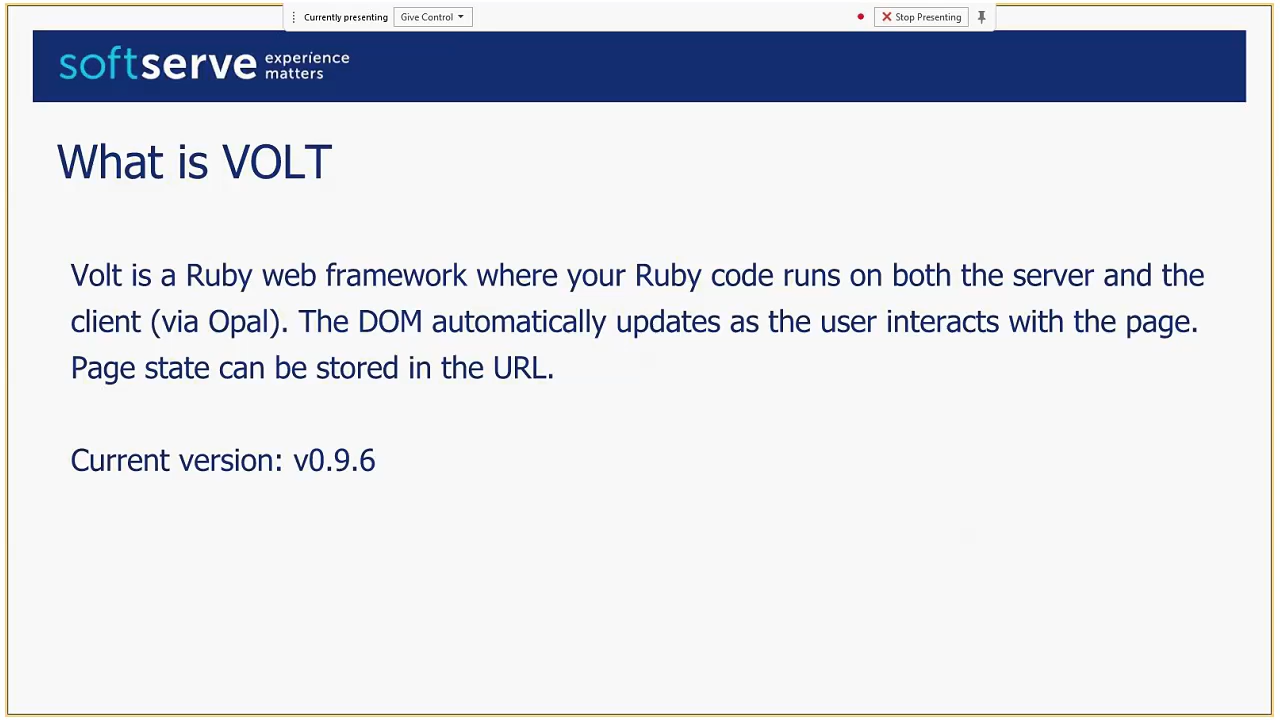 Currently presenting Give Control Stop Presenting
softserve experience matters
What is VOLT
Volt is a Ruby web framework where your Ruby code runs on both the server and the
client (via Opal). The DOM automatically updates as the user interacts with the page.
Page state can be stored in the URL.
Current version: v0.9.6